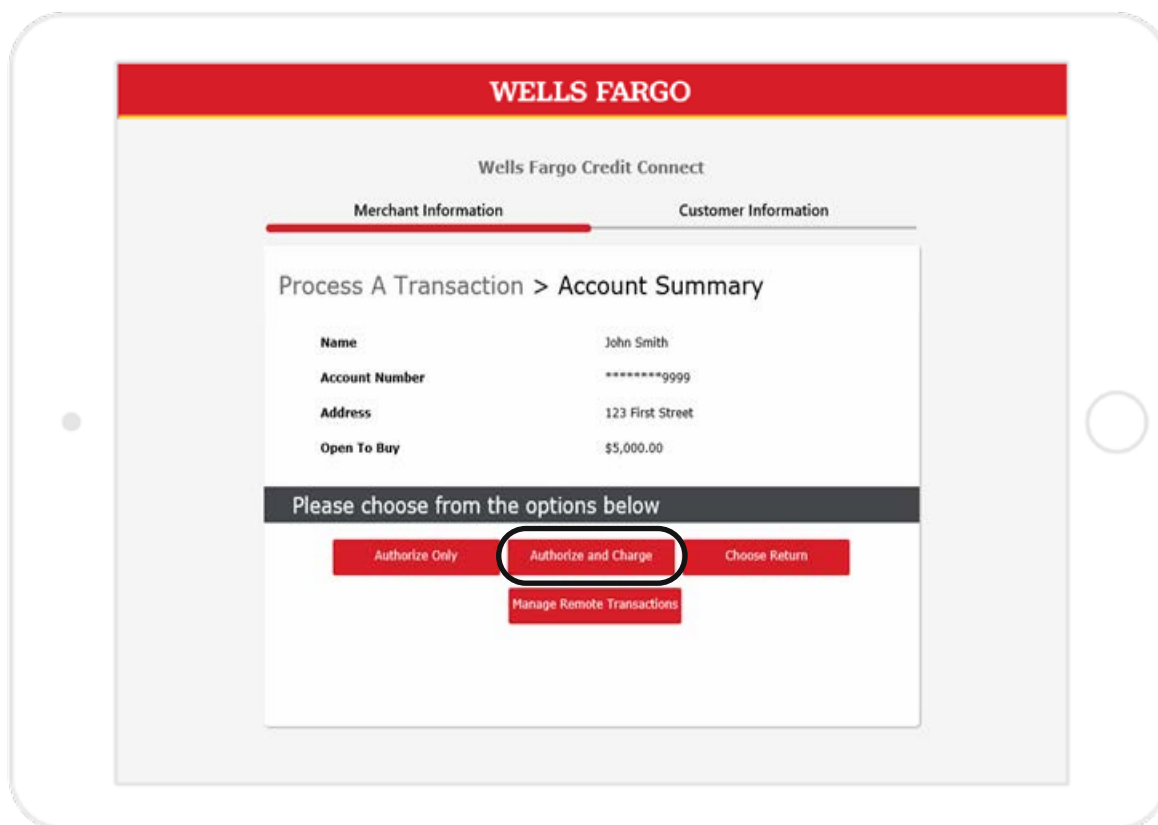 WELLS FARGO
Wells Fargo Credit Connect
Merchant Information Customer Information
Process A Transaction > Account Summary
Name John Smith
Account Number ********9999
Address 123 First Street
Open To Buy $5,000.00
Please choose from the options below
Authorize Only Authorize and Charge Choose Return
Manage Remote Transactions